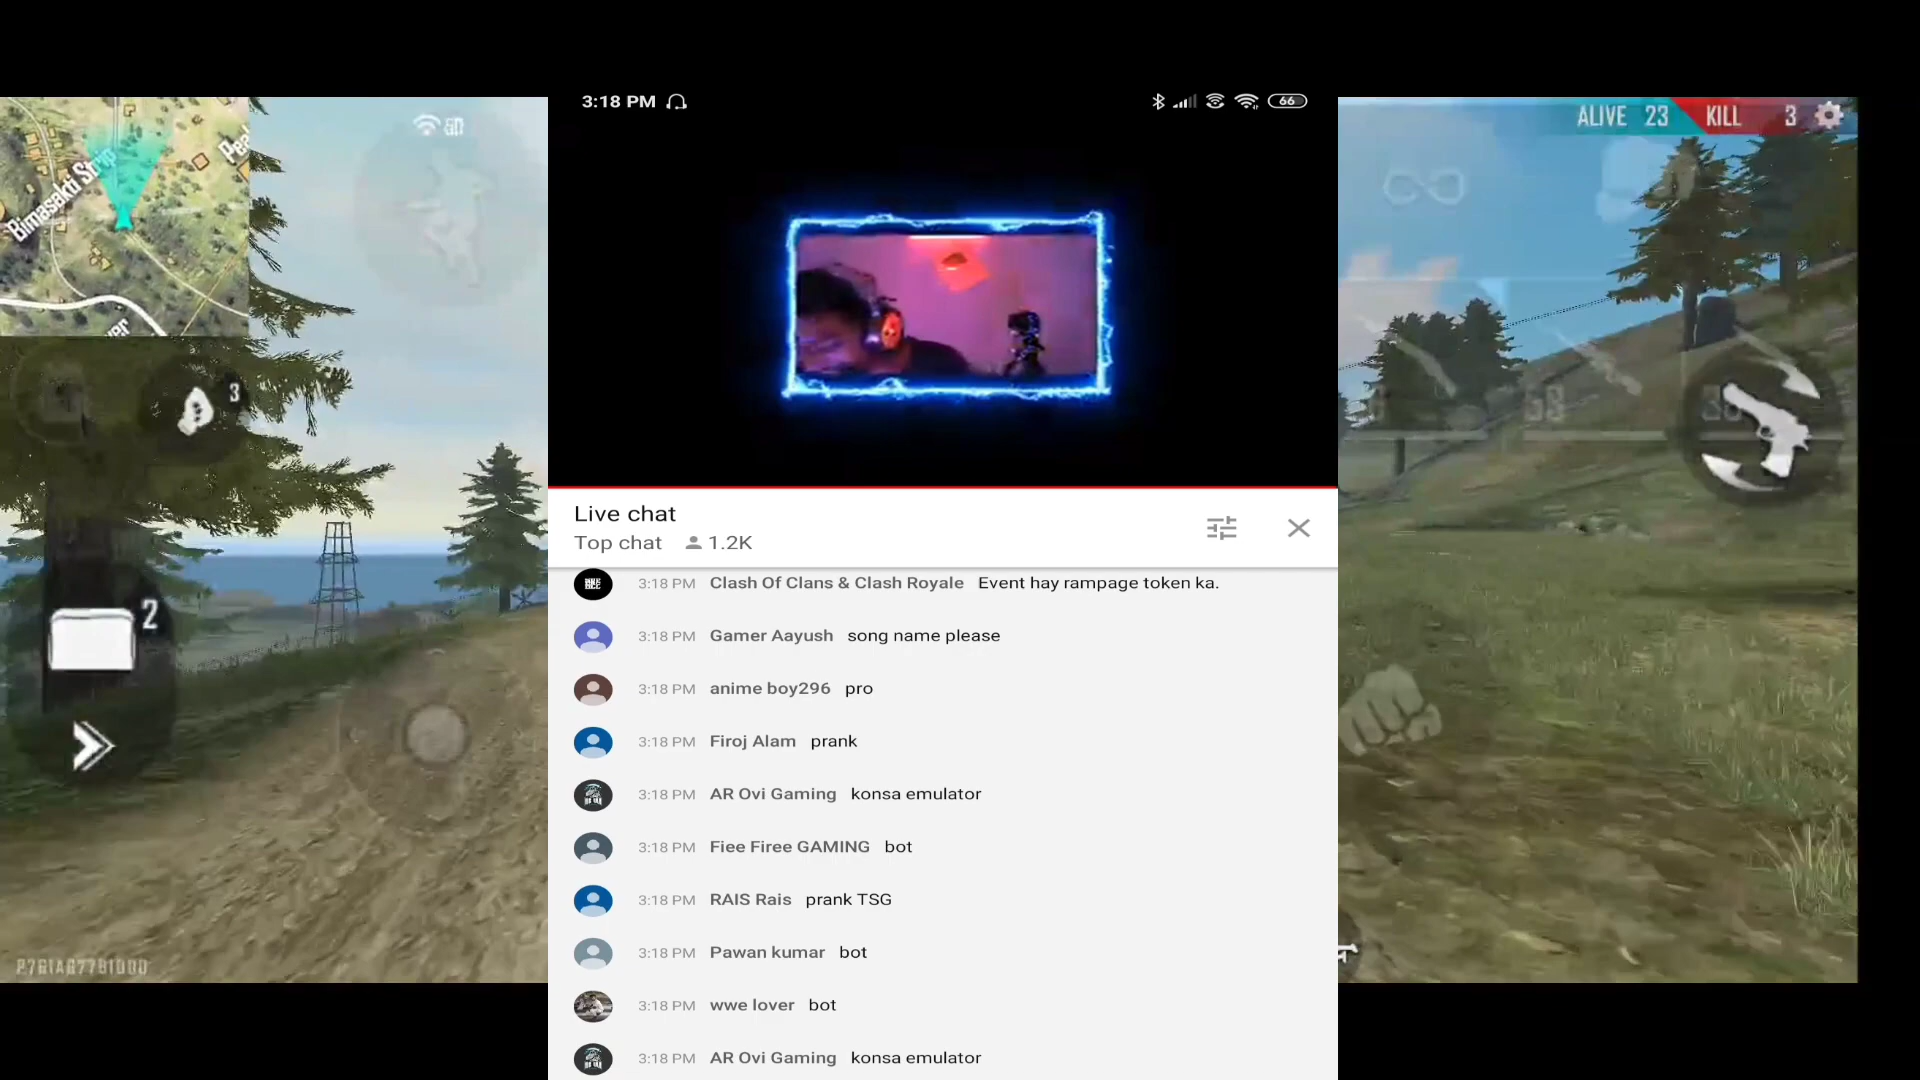 3:18 PM
66
ALIVE 23 KILL 3
Bimasakti Strip
3
2
Live chat
Top chat 1.2K
3:18 PM Clash Of Clans & Clash Royale Event hay rampage token ka.
3:18 PM Gamer Aayush song name please
3:18 PM anime boy296 pro
3:18 PM Firoj Alam prank
3:18 PM AR Ovi Gaming konsa emulator
3:18 PM Fiee Firee GAMING bot
3:18 PM RAIS Rais prank TSG
3:18 PM Pawan kumar bot
3:18 PM wwe lover bot
3:18 PM AR Ovi Gaming konsa emulator